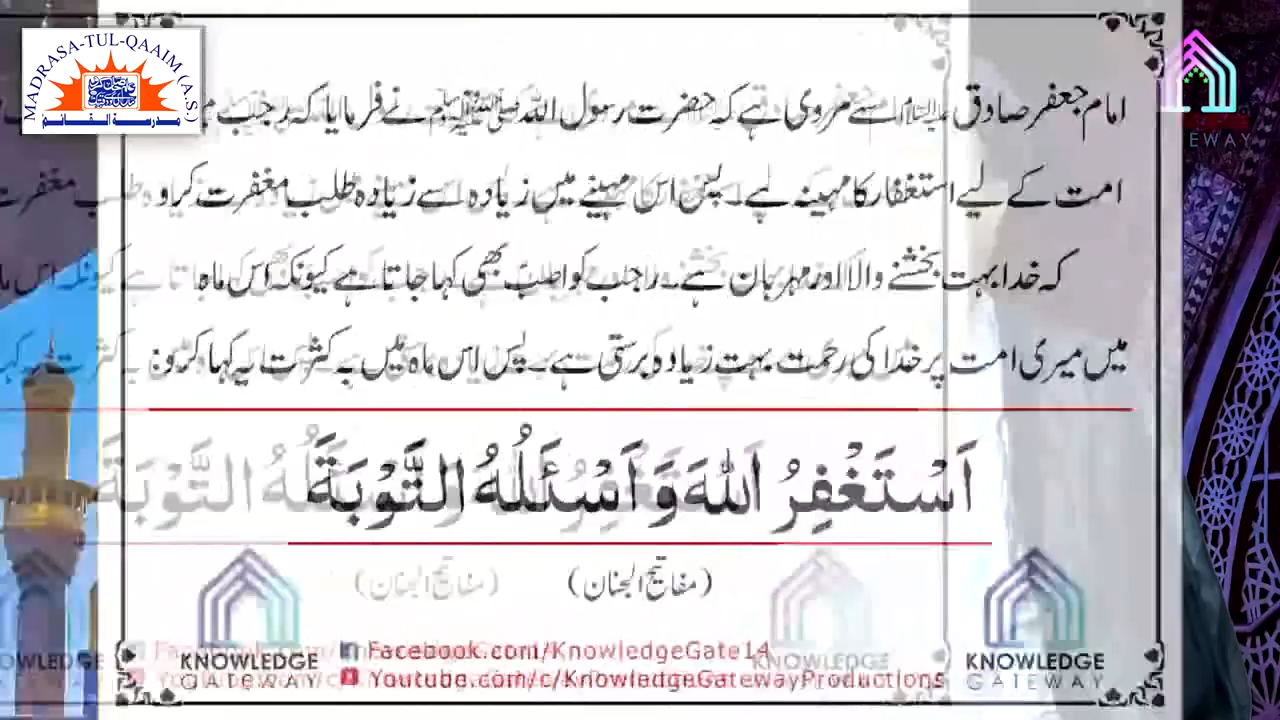 MADRASA-TUL-QAAIM (A.S)
مدرسة القائم
امام جعفر صادق علیہ السلام سے مروی ہے کہ حضرت رسول اللہ ﷺ نے فرمایا کہ رجب
امت کے لیے استغفار کا مہینہ ہے۔ پس اس مہینے میں زیادہ سے زیادہ طلب مغفرت کرو
کہ خدا بہت بخشنے والا اور مہربان ہے۔ رجب کو اصب بھی کہا جاتا ہے کیونکہ اس ماہ
میں میری امت پر خدا کی رحمت بہت زیادہ برستی ہے۔ پس اس ماہ میں بہ کثرت یہ کہا کرو:
اَسْتَغْفِرُ اللّٰهَ وَ اَسْئَلُهُ التَّوْبَةَ
(مفاتیح الجنان)
Facebook.com/KnowledgeGate14
Youtube.com/c/KnowledgeGatewayProductions
KNOWLEDGE
GATEWAY
KNOWLEDGE
GATEWAY
EWAY